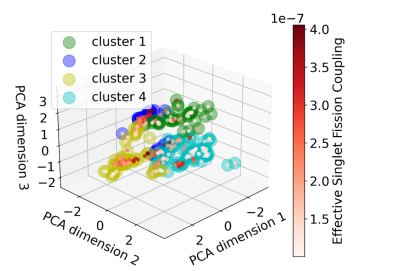 1e−7
cluster 1
cluster 2
cluster 3
cluster 4
4.0
3.5
3.0
2.5
2.0
1.5
Effective Singlet Fission Coupling
3
2
1
0
−1
−2
PCA dimension 3
−2
0
2
PCA dimension 2
2
0
−2
PCA dimension 1